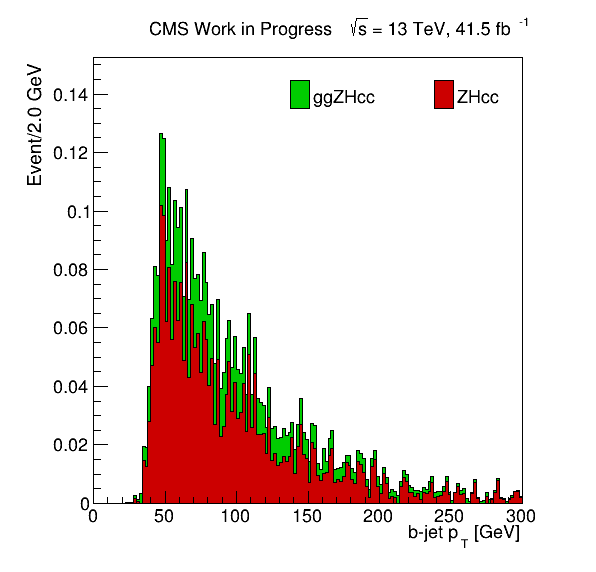 CMS Work in Progress √s = 13 TeV, 41.5 fb -1
Event/2.0 GeV
ggZHcc ZHcc
0.14
0.12
0.1
0.08
0.06
0.04
0.02
0
0 50 100 150 200 250 300
b-jet pT [GeV]